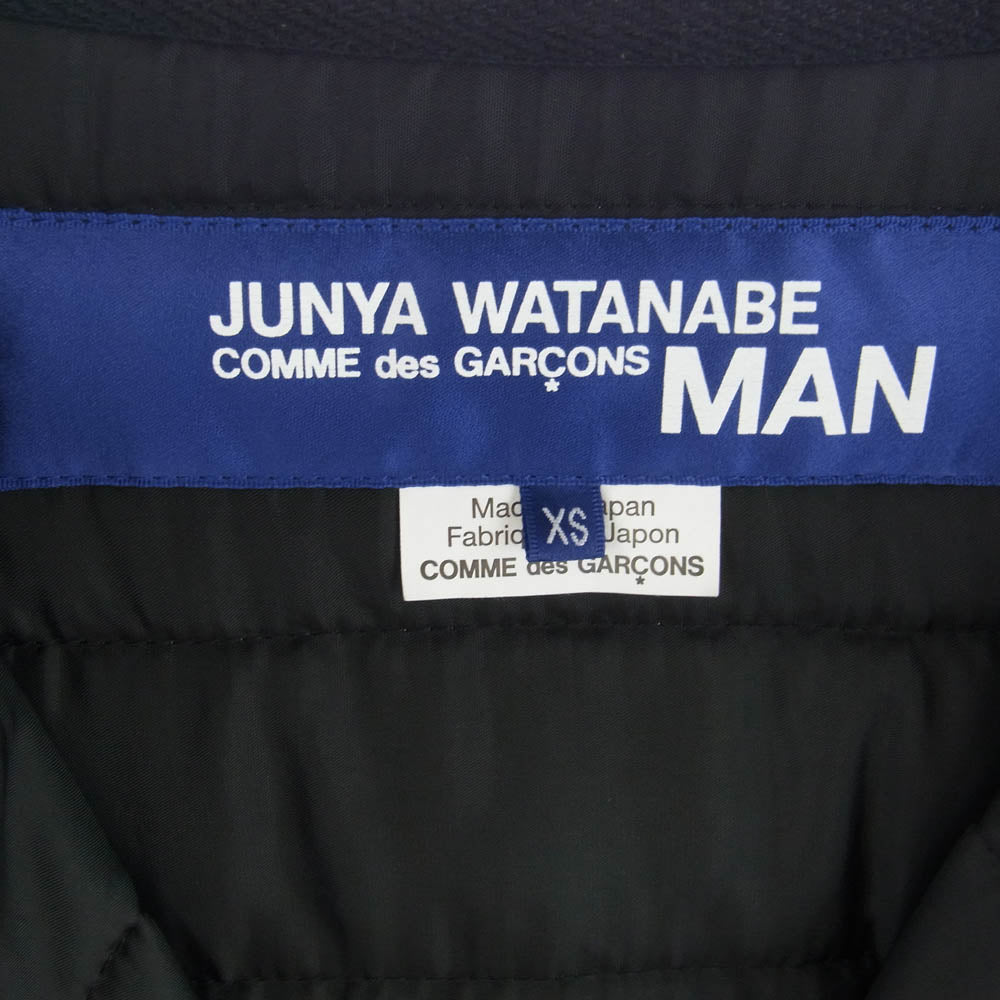 JUNYA WATANABE
COMME des GARÇONS MAN
XS
Japon
COMME des GARÇONS